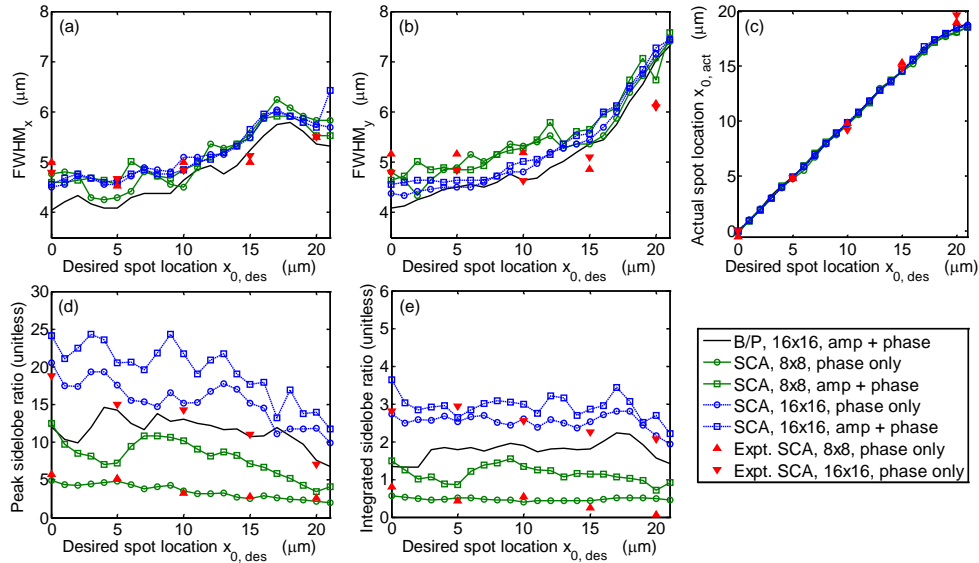 (a)
FWHMx (μm)
8
7
6
5
4
0 5 10 15 20
Desired spot location x0, des (μm)
(b)
FWHMy (μm)
8
7
6
5
4
0 5 10 15 20
Desired spot location x0, des (μm)
(c)
Actual spot location x0, act (μm)
20
15
10
5
0
0 5 10 15 20
Desired spot location x0, des (μm)
(d)
Peak sidelobe ratio (unitless)
30
25
20
15
10
5
0
0 5 10 15 20
Desired spot location x0, des (μm)
(e)
Integrated sidelobe ratio (unitless)
6
5
4
3
2
1
0
0 5 10 15 20
Desired spot location x0, des (μm)
B/P, 16x16, amp + phase
SCA, 8x8, phase only
SCA, 8x8, amp + phase
SCA, 16x16, phase only
SCA, 16x16, amp + phase
Expt. SCA, 8x8, phase only
Expt. SCA, 16x16, phase only